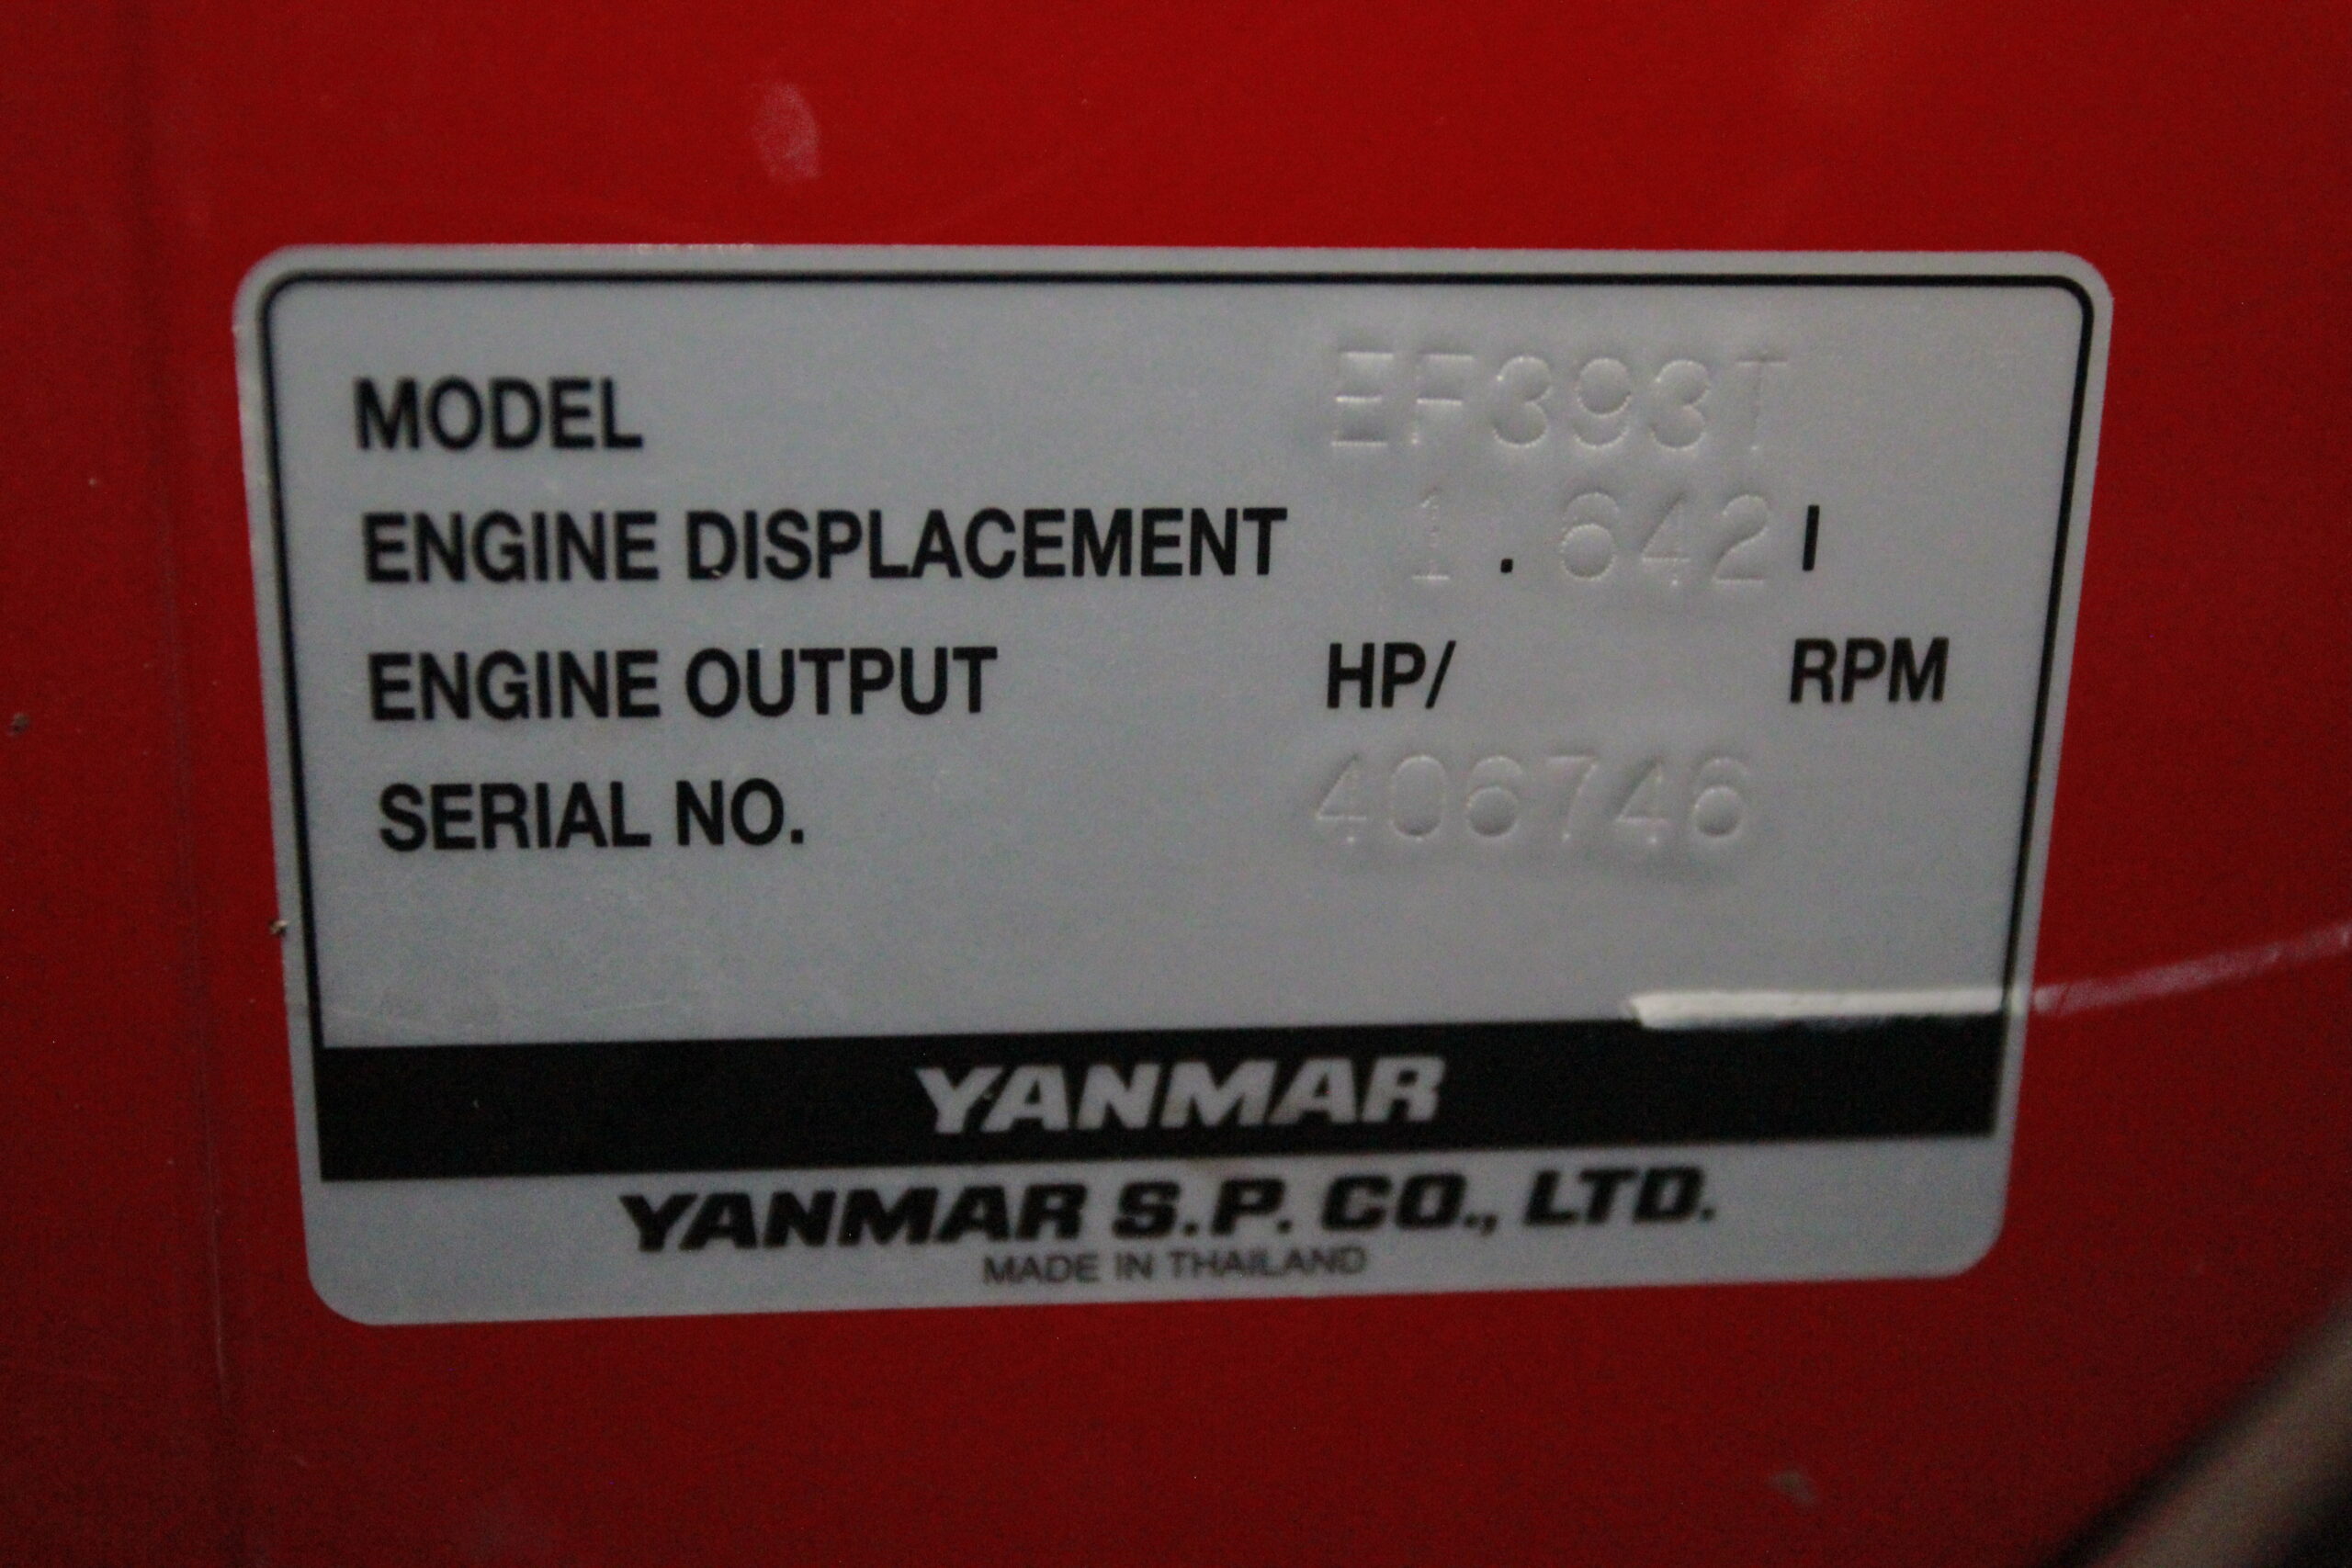 MODEL EF393T
ENGINE DISPLACEMENT 1.642 l
ENGINE OUTPUT HP/ RPM
SERIAL NO. 406746
YANMAR
YANMAR S.P. CO., LTD.
MADE IN THAILAND